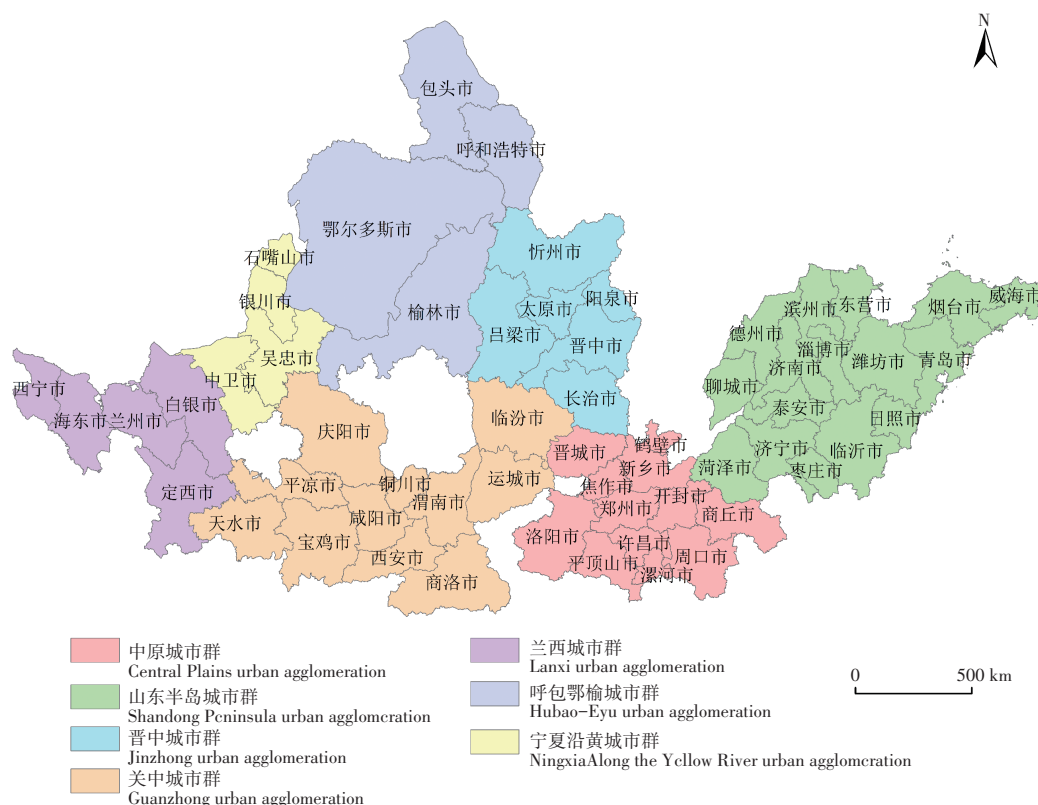 N
包头市
呼和浩特市
鄂尔多斯市
忻州市
石嘴山市
银川市
榆林市
太原市
阳泉市
吕梁市
晋中市
吴忠市
中卫市
长治市
滨州市
东营市
烟台市
威海市
德州市
淄博市
潍坊市
青岛市
济南市
聊城市
泰安市
日照市
西宁市
海东市
兰州市
白银市
定西市
庆阳市
临汾市
晋城市
鹤壁市
新乡市
菏泽市
济宁市
临沂市
枣庄市
平凉市
铜川市
渭南市
运城市
焦作市
开封市
郑州市
商丘市
天水市
咸阳市
宝鸡市
西安市
商洛市
洛阳市
许昌市
平顶山市
周口市
漯河市
中原城市群
Central Plains urban agglomeration
山东半岛城市群
Shandong Pcninsula urban agglomcration
晋中城市群
Jinzhong urban agglomeration
关中城市群
Guanzhong urban agglomeration
兰西城市群
Lanxi urban agglomeration
呼包鄂榆城市群
Hubao-Eyu urban agglomeration
宁夏沿黄城市群
NingxiaAlong the Ycllow River urban agglomcration
0 500 km